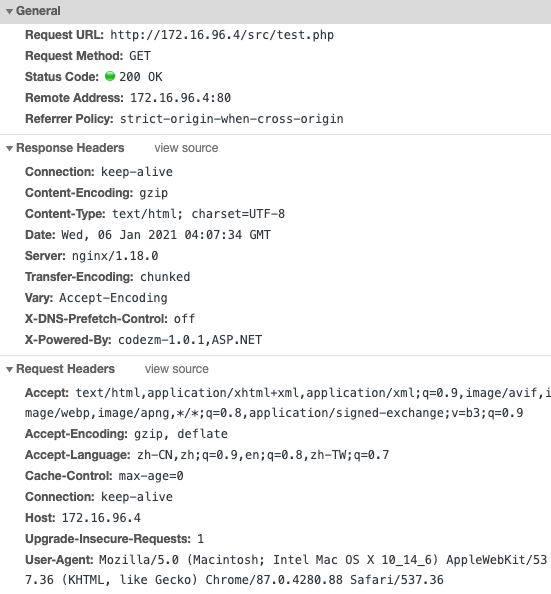 General
Request URL: http://172.16.96.4/src/test.php
Request Method: GET
Status Code: 200 OK
Remote Address: 172.16.96.4:80
Referrer Policy: strict-origin-when-cross-origin
Response Headers view source
Connection: keep-alive
Content-Encoding: gzip
Content-Type: text/html; charset=UTF-8
Date: Wed, 06 Jan 2021 04:07:34 GMT
Server: nginx/1.18.0
Transfer-Encoding: chunked
Vary: Accept-Encoding
X-DNS-Prefetch-Control: off
X-Powered-By: codezm-1.0.1,ASP.NET
Request Headers view source
Accept: text/html,application/xhtml+xml,application/xml;q=0.9,image/avif,i
mage/webp,image/apng,*/*;q=0.8,application/signed-exchange;v=b3;q=0.9
Accept-Encoding: gzip, deflate
Accept-Language: zh-CN,zh;q=0.9,en;q=0.8,zh-TW;q=0.7
Cache-Control: max-age=0
Connection: keep-alive
Host: 172.16.96.4
Upgrade-Insecure-Requests: 1
User-Agent: Mozilla/5.0 (Macintosh; Intel Mac OS X 10_14_6) AppleWebKit/53
7.36 (KHTML, like Gecko) Chrome/87.0.4280.88 Safari/537.36